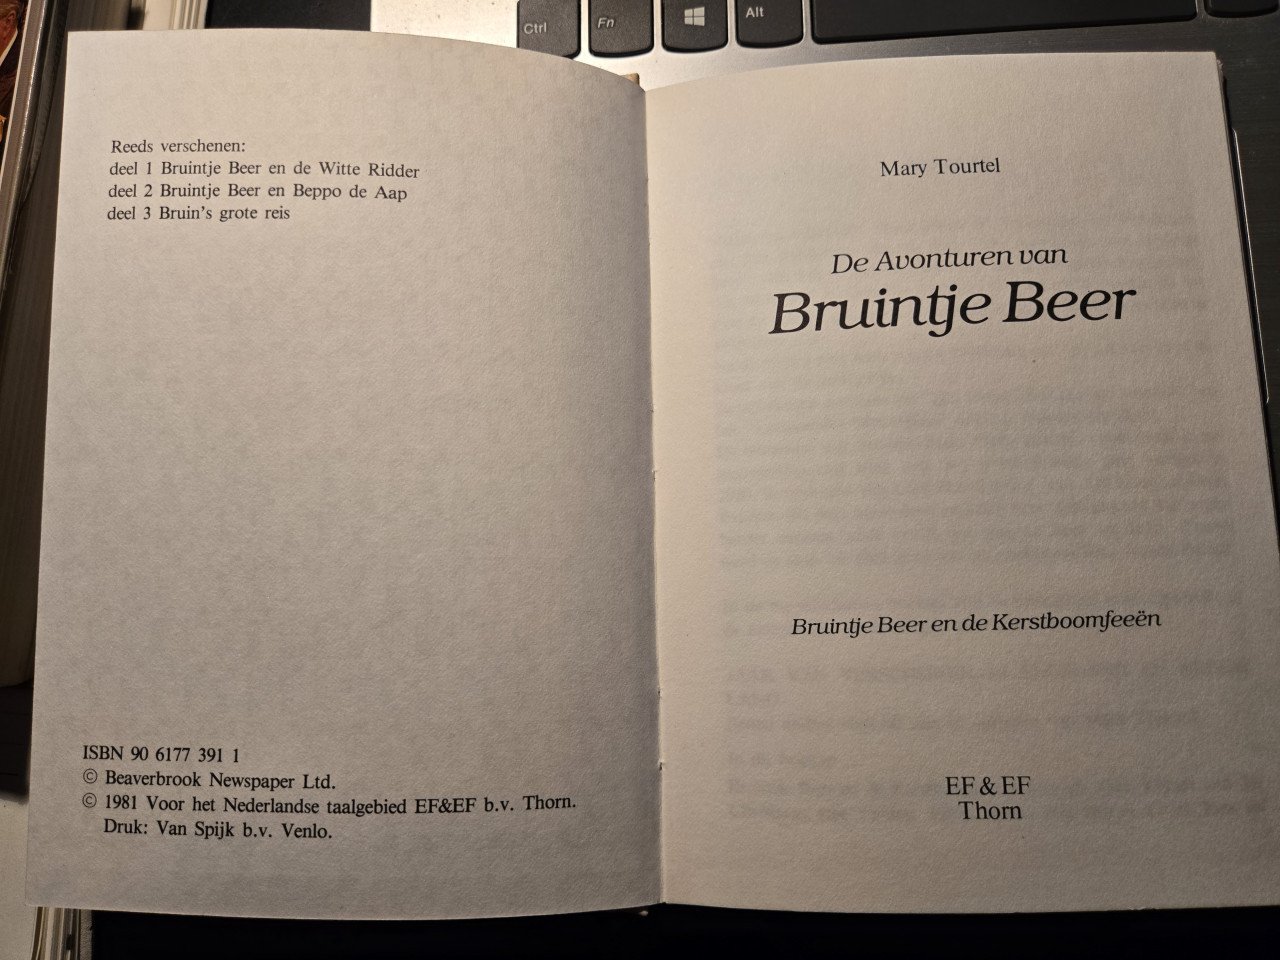 Ctrl
Fn
Alt
Reeds verschenen:
deel 1 Bruintje Beer en de Witte Ridder
deel 2 Bruintje Beer en Beppo de Aap
deel 3 Bruin's grote reis
ISBN 90 6177 391 1
© Beaverbrook Newspaper Ltd.
© 1981 Voor het Nederlandse taalgebied EF&EF b.v. Thorn.
Druk: Van Spijk b.v. Venlo.
Mary Tourtel
De Avonturen van
Bruintje Beer
Bruintje Beer en de Kerstboomfeeën
EF & EF
Thorn